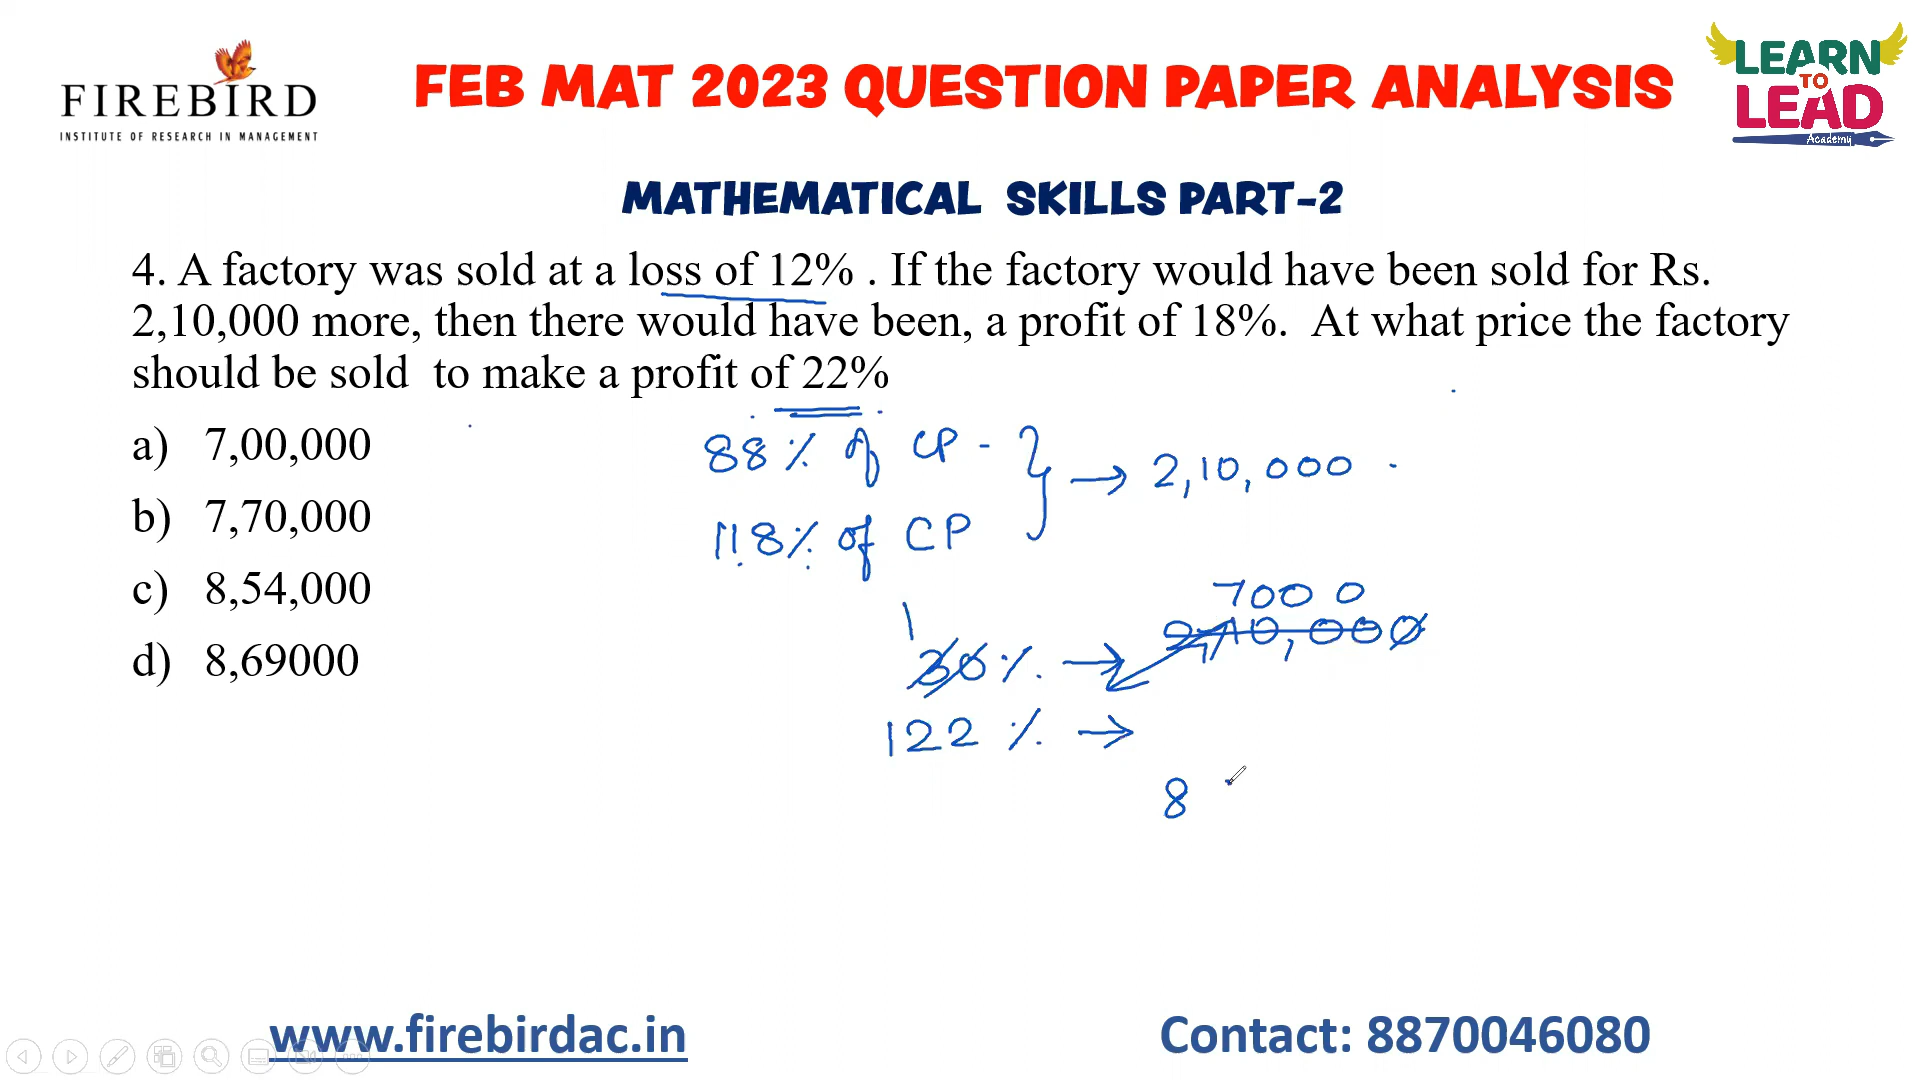 FIREBIRD
INSTITUTE OF RESEARCH IN MANAGEMENT
FEB MAT 2023 QUESTION PAPER ANALYSIS
LEARN
TO
LEAD
Academy
MATHEMATICAL SKILLS PART-2
4. A factory was sold at a loss of 12% . If the factory would have been sold for Rs.
2,10,000 more, then there would have been, a profit of 18%. At what price the factory
should be sold to make a profit of 22%
a) 7,00,000
b) 7,70,000
c) 8,54,000
d) 8,69000
88% of CP - } → 2,10,000
118% of CP
1 7000
30% → 2,10,000
122% →
8
www.firebirdac.in
Contact: 8870046080